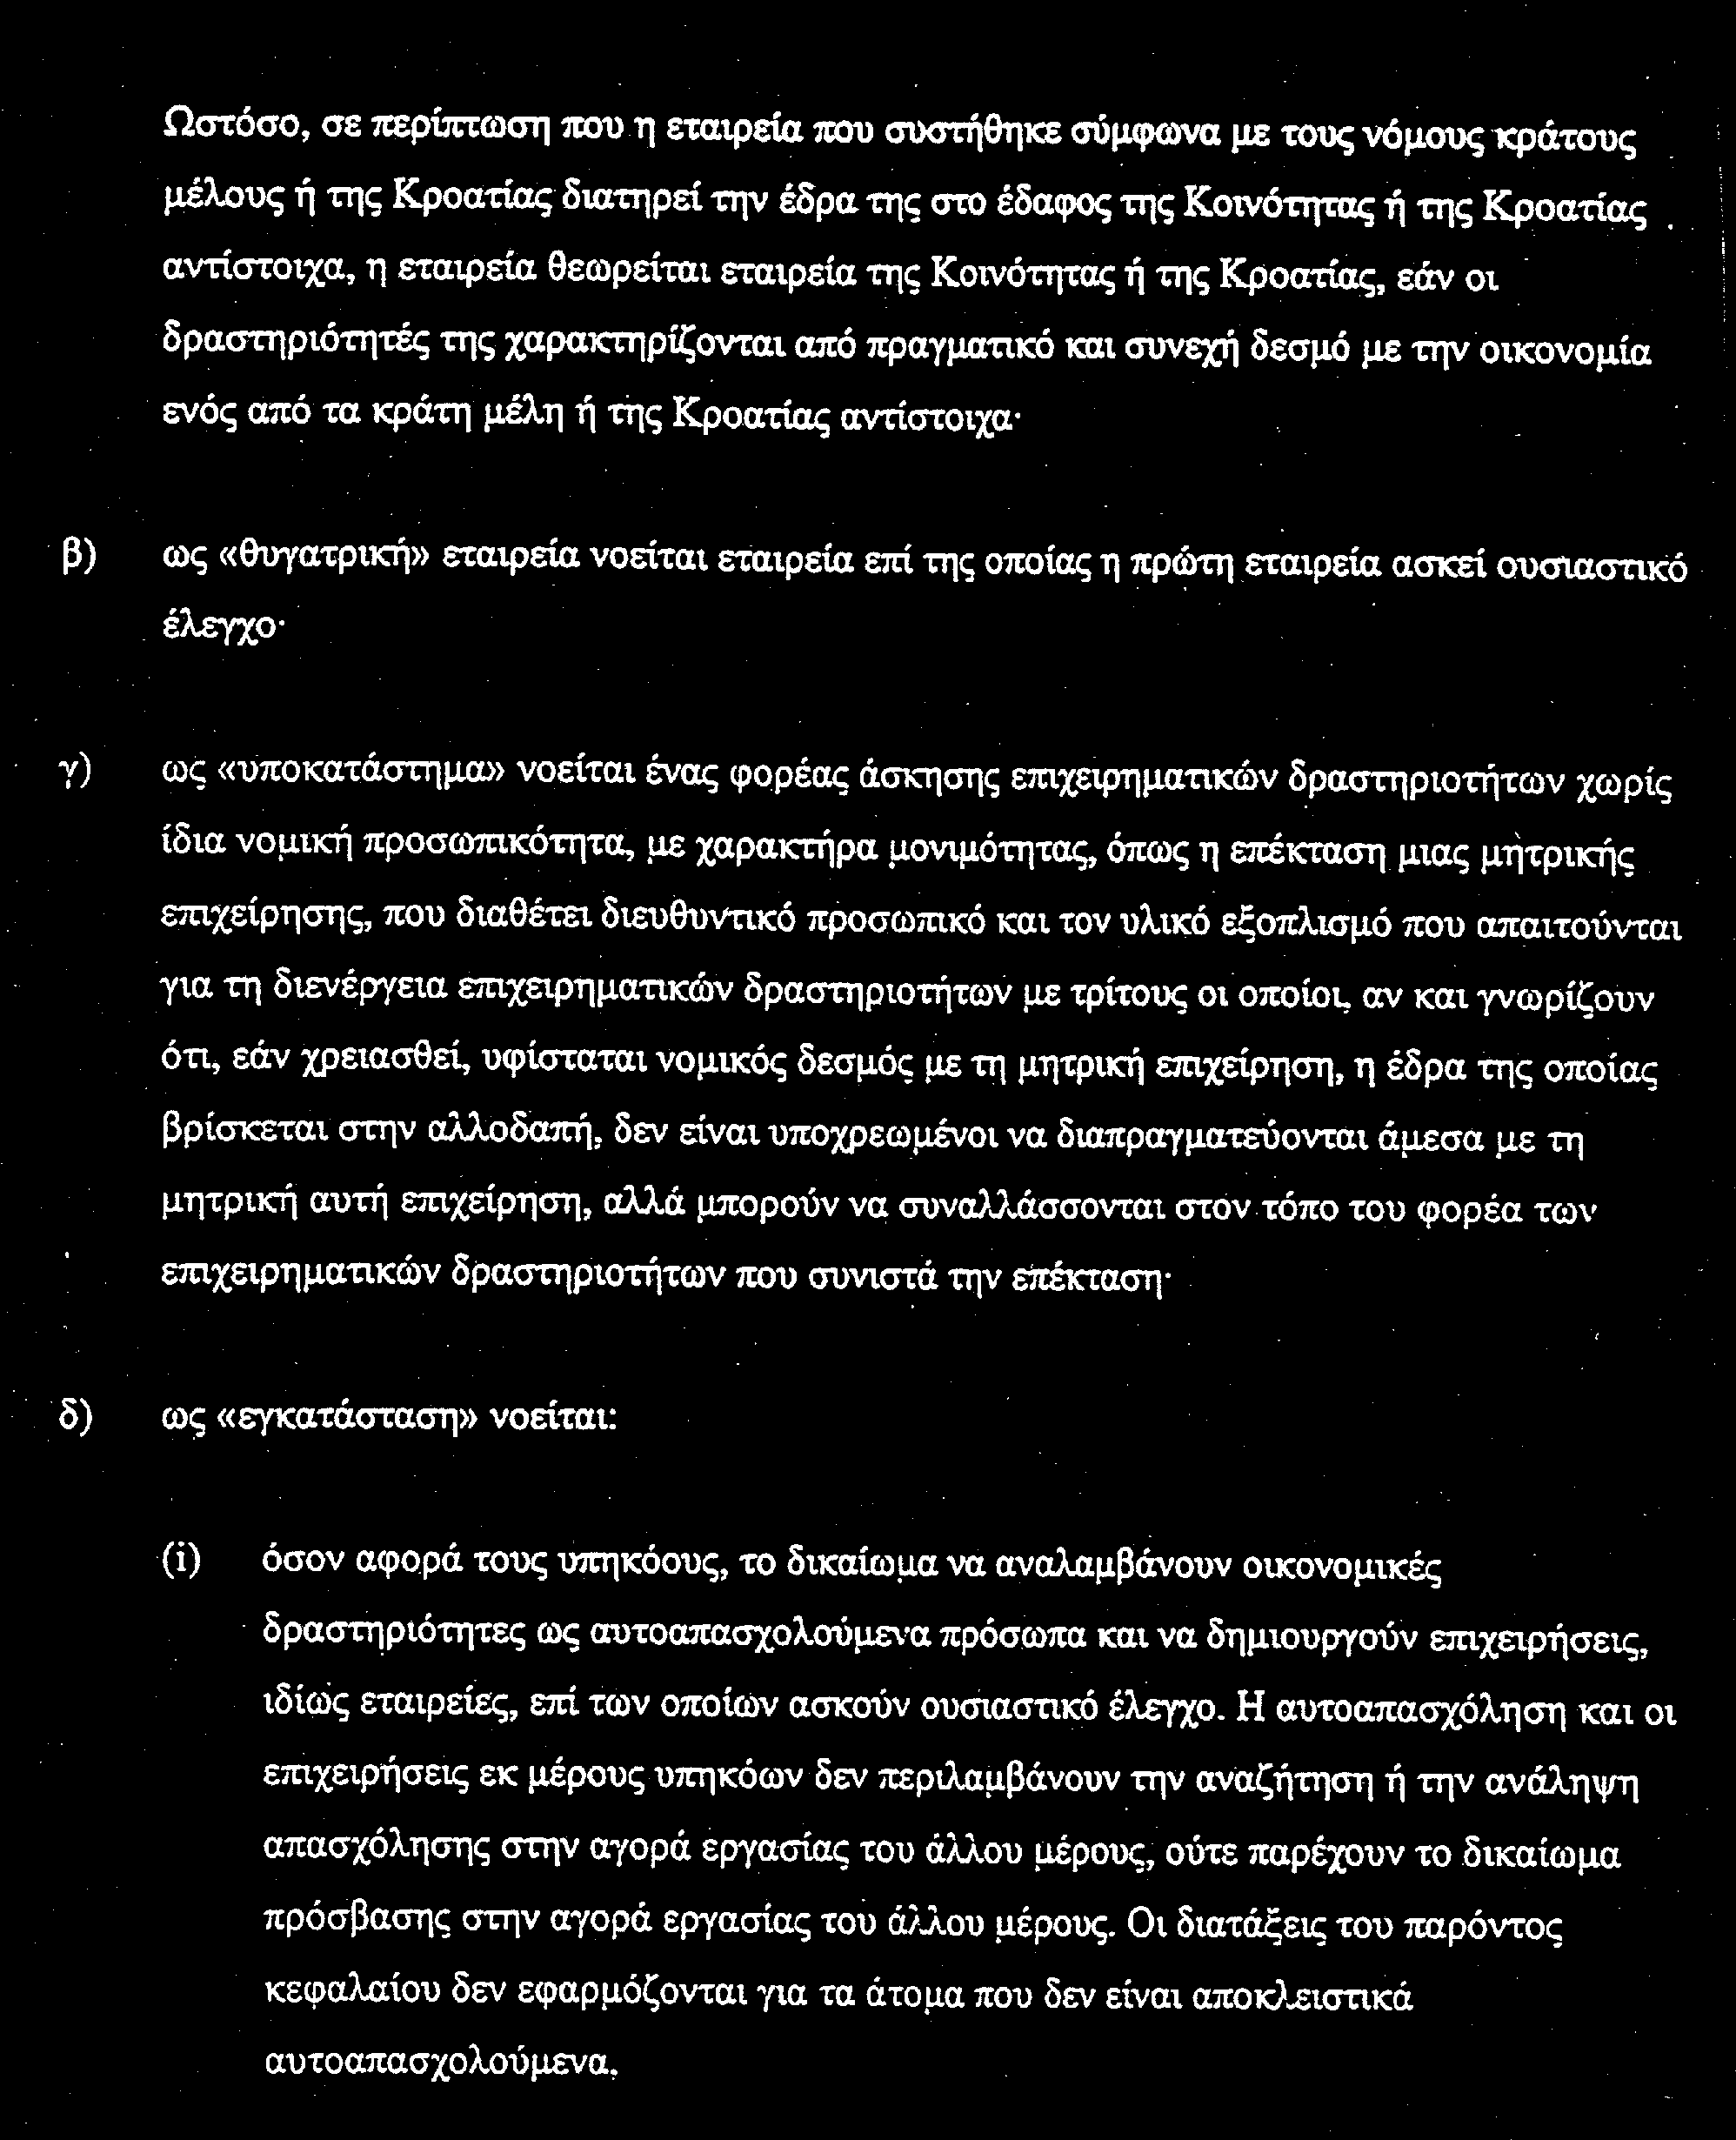 Ωστόσο, σε περίπτωση που η εταιρεία που συστήθηκε σύμφωνα με τους νόμους κράτους
μέλους ή της Κροατίας διατηρεί την έδρα της στο έδαφος της Κοινότητας ή της Κροατίας
αντίστοιχα, η εταιρεία θεωρείται εταιρεία της Κοινότητας ή της Κροατίας, εάν οι
δραστηριότητές της χαρακτηρίζονται από πραγματικό και συνεχή δεσμό με την οικονομία
ενός από τα κράτη μέλη ή της Κροατίας αντίστοιχα·
β) ως «θυγατρική» εταιρεία νοείται εταιρεία επί της οποίας η πρώτη εταιρεία ασκεί ουσιαστικό
έλεγχο·
γ) ως «υποκατάστημα» νοείται ένας φορέας άσκησης επιχειρηματικών δραστηριοτήτων χωρίς
ίδια νομική προσωπικότητα, με χαρακτήρα μονιμότητας, όπως η επέκταση μιας μητρικής
επιχείρησης, που διαθέτει διευθυντικό προσωπικό και τον υλικό εξοπλισμό που απαιτούνται
για τη διενέργεια επιχειρηματικών δραστηριοτήτων με τρίτους οι οποίοι, αν και γνωρίζουν
ότι, εάν χρειασθεί, υφίσταται νομικός δεσμός με τη μητρική επιχείρηση, η έδρα της οποίας
βρίσκεται στην αλλοδαπή, δεν είναι υποχρεωμένοι να διαπραγματεύονται άμεσα με τη
μητρική αυτή επιχείρηση, αλλά μπορούν να συναλλάσσονται στον τόπο του φορέα των
επιχειρηματικών δραστηριοτήτων που συνιστά την επέκταση·
δ) ως «εγκατάσταση» νοείται:
(i) όσον αφορά τους υπηκόους, το δικαίωμα να αναλαμβάνουν οικονομικές
δραστηριότητες ως αυτοαπασχολούμενα πρόσωπα και να δημιουργούν επιχειρήσεις,
ιδίως εταιρείες, επί των οποίων ασκούν ουσιαστικό έλεγχο. Η αυτοαπασχόληση και οι
επιχειρήσεις εκ μέρους υπηκόων δεν περιλαμβάνουν την αναζήτηση ή την ανάληψη
απασχόλησης στην αγορά εργασίας του άλλου μέρους, ούτε παρέχουν το δικαίωμα
πρόσβασης στην αγορά εργασίας του άλλου μέρους. Οι διατάξεις του παρόντος
κεφαλαίου δεν εφαρμόζονται για τα άτομα που δεν είναι αποκλειστικά
αυτοαπασχολούμενα.